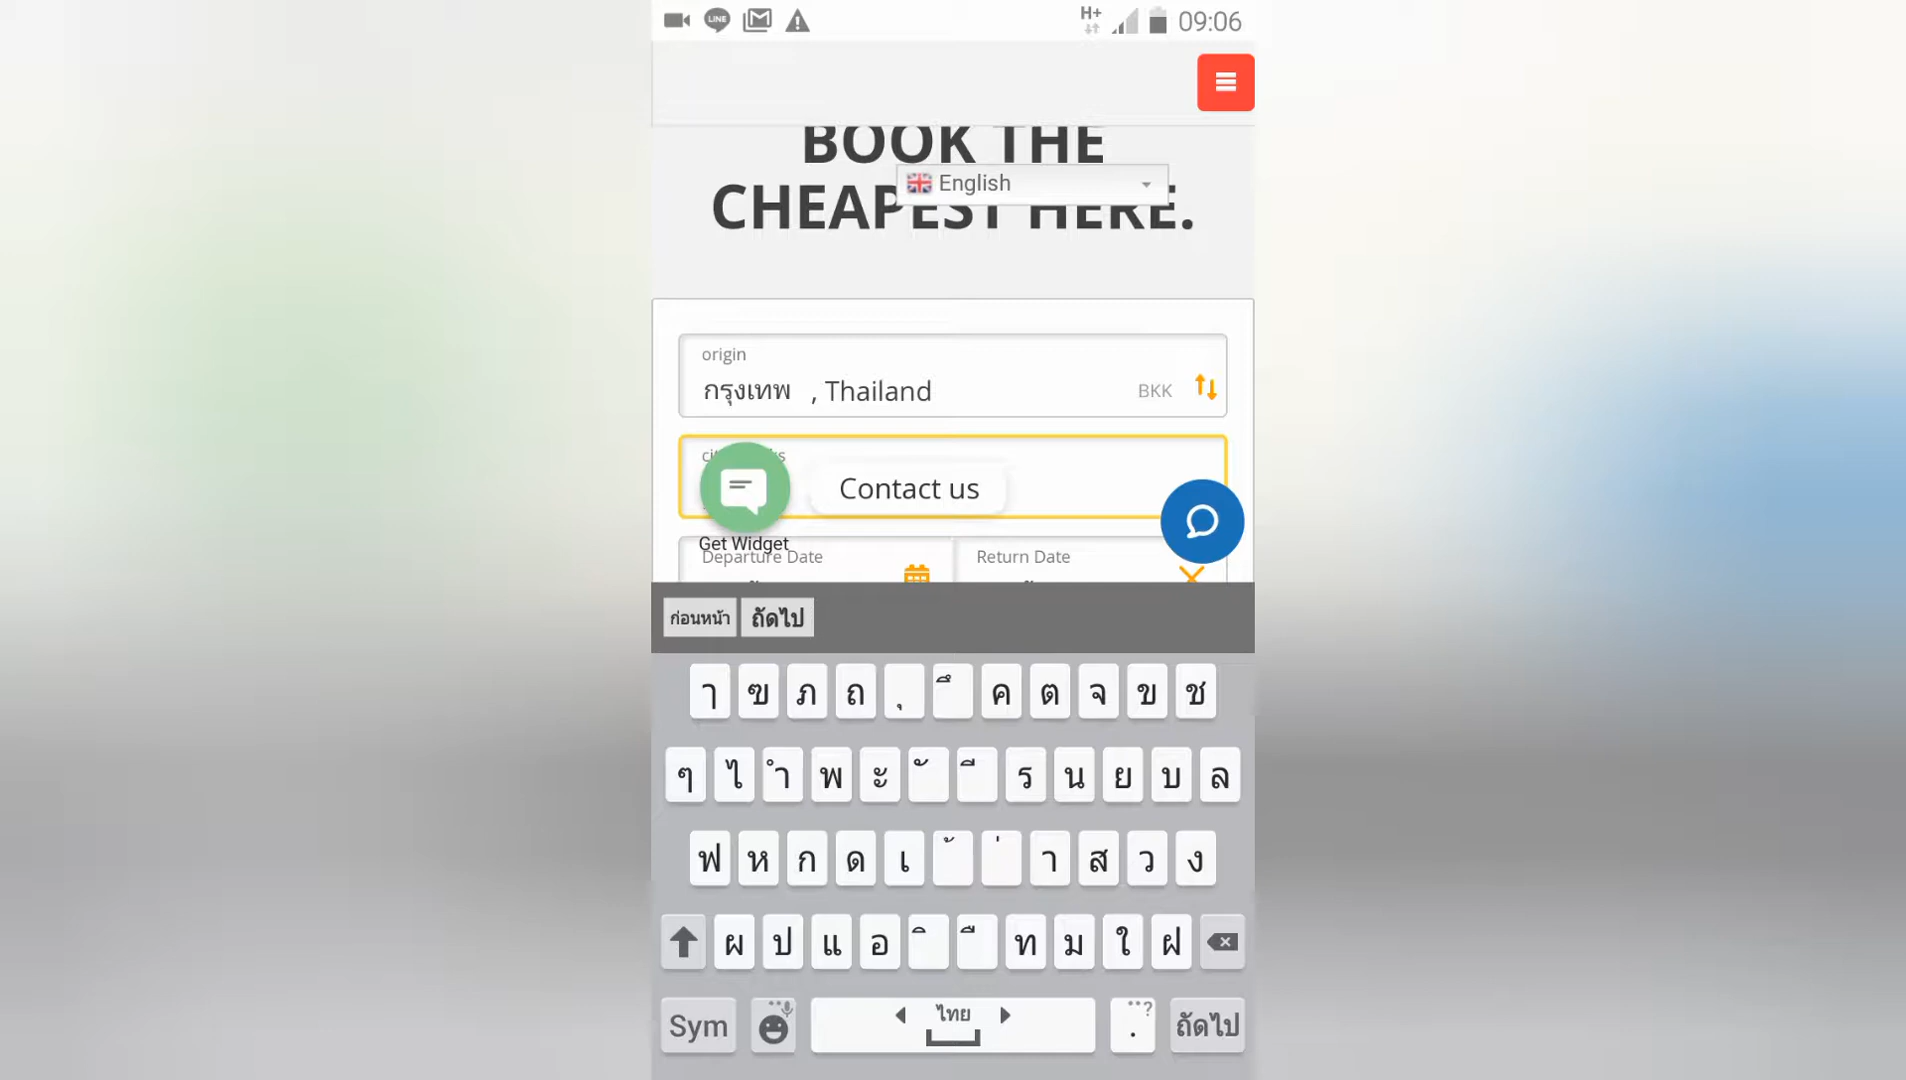 LINE
H+
09:06
BOOK THE
CHEAPEST HERE.
English
origin
กรุงเทพ , Thailand
BKK
Contact us
Get Widget
Departure Date
Return Date
ก่อนหน้า ถัดไป
ๅ ฃ ภ ถ ุ ึ ค ต จ ข ช
ๆ ไ ำ พ ะ ั ี ร น ย บ ล
ฟ ห ก ด เ ้ ่ า ส ว ง
ผ ป แ อ ิ ื ท ม ใ ฝ
Sym ไทย . ? ถัดไป